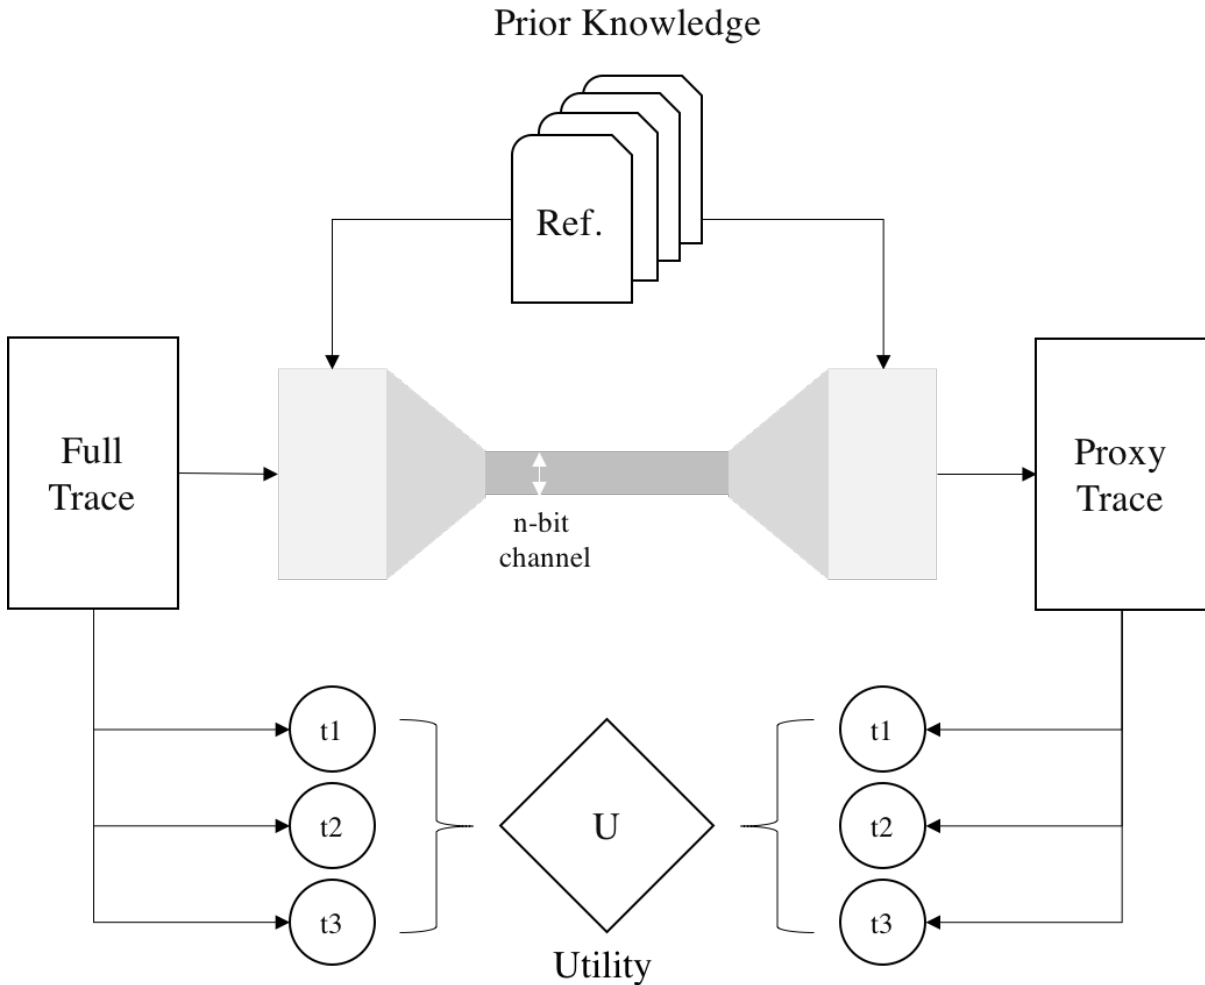 Prior Knowledge
Ref.
Full
Trace
n-bit
channel
Proxy
Trace
t1
t2
t3
U
Utility
t1
t2
t3